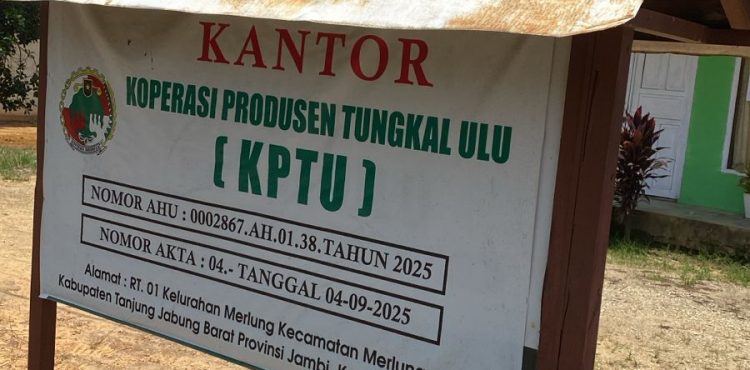 KANTOR
KOPERASI PRODUSEN TUNGKAL ULU
( KPTU )
NOMOR AHU : 0002867.AH.01.38.TAHUN 2025
NOMOR AKTA : 04.- TANGGAL 04-09-2025
Alamat : RT. 01 Kelurahan Merlung Kecamatan Merlung
Kabupaten Tanjung Jabung Barat Provinsi Jambi,